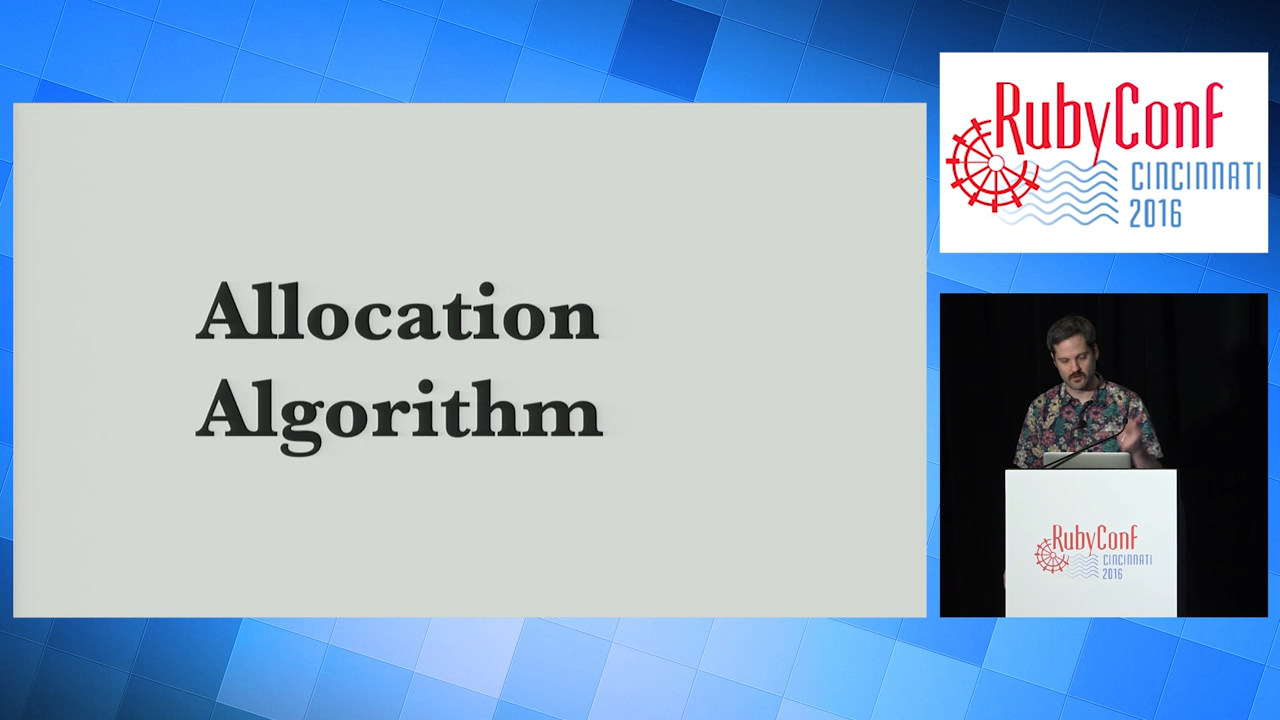 Allocation
Algorithm
RubyConf
CINCINNATI
2016
RubyConf
CINCINNATI
2016